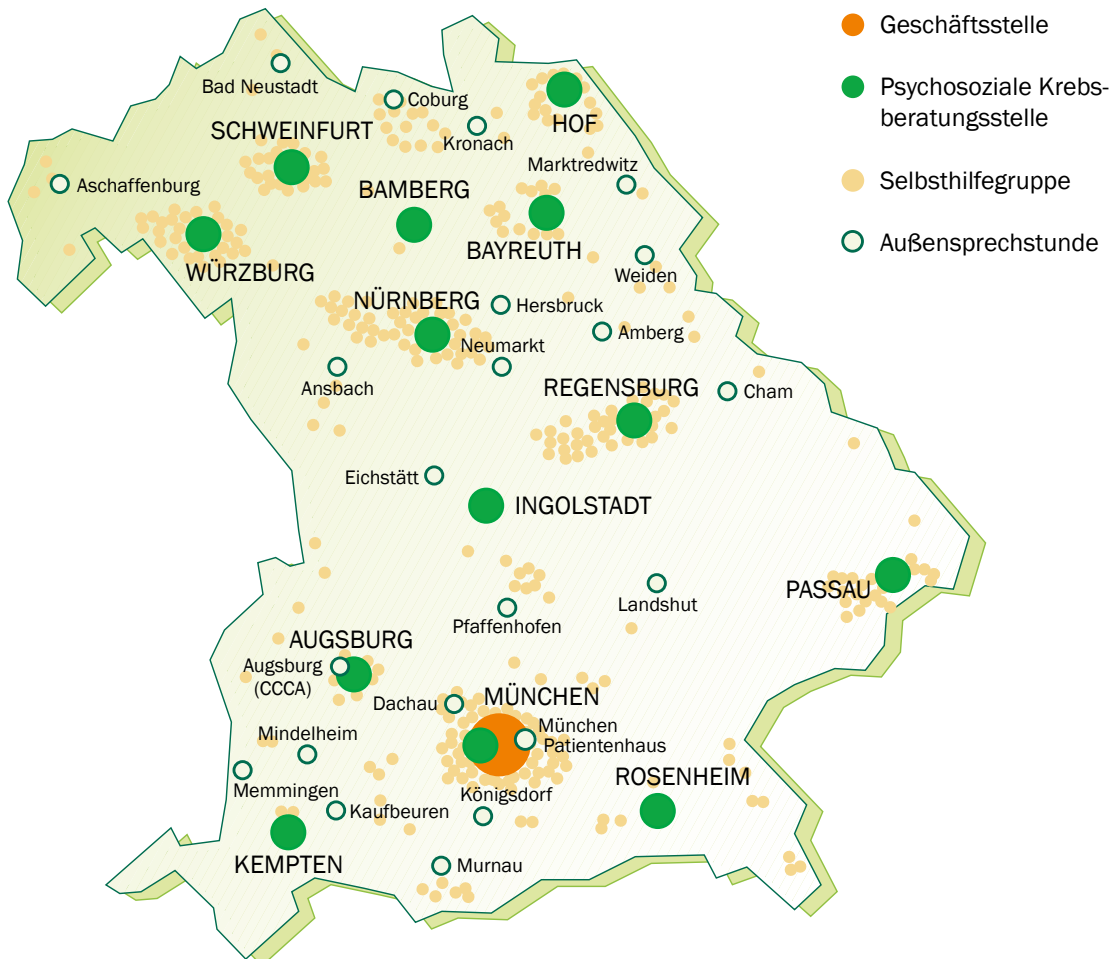 Geschäftsstelle
Psychosoziale Krebs-
beratungsstelle
Selbsthilfegruppe
Außensprechstunde
Bad Neustadt
Coburg
Kronach
HOF
SCHWEINFURT
Marktredwitz
Aschaffenburg
BAMBERG
BAYREUTH
WÜRZBURG
Weiden
NÜRNBERG
Hersbruck
Amberg
Neumarkt
Ansbach
REGENSBURG
Cham
Eichstätt
INGOLSTADT
PASSAU
Landshut
Pfaffenhofen
AUGSBURG
Augsburg
(CCCA)
Dachau
MÜNCHEN
München
Patientenhaus
Mindelheim
Memmingen
Königsdorf
ROSENHEIM
Kaufbeuren
KEMPTEN
Murnau